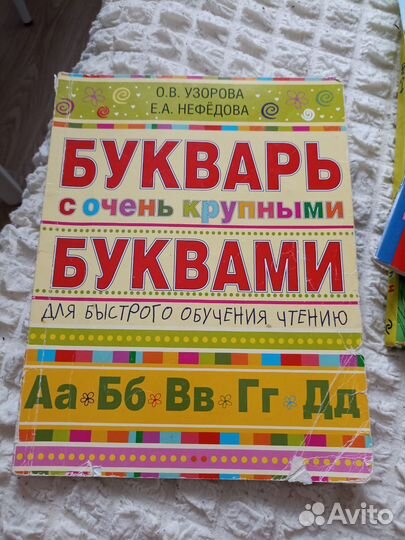 О.В. УЗОРОВА
Е.А. НЕФЁДОВА
БУКВАРЬ
с очень крупными
БУКВАМИ
ДЛЯ БЫСТРОГО ОБУЧЕНИЯ ЧТЕНИЮ
Аа Бб Вв Гг Дд
Avito